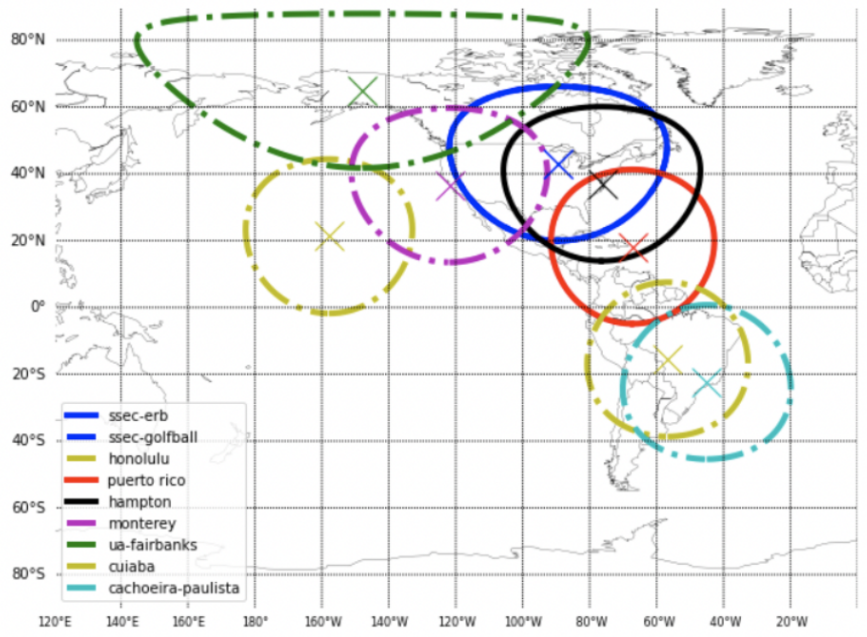 80°N
60°N
40°N
20°N
0°
20°S
40°S
60°S
80°S
ssec-erb
ssec-golfball
honolulu
puerto rico
hampton
monterey
ua-fairbanks
cuiaba
cachoeira-paulista
120°E 140°E 160°E 180° 160°W 140°W 120°W 100°W 80°W 60°W 40°W 20°W